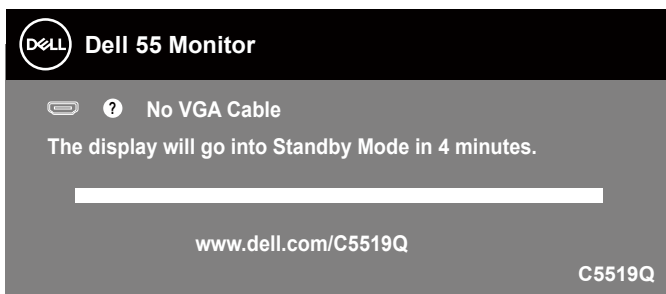 DELL
Dell 55 Monitor
? No VGA Cable
The display will go into Standby Mode in 4 minutes.
www.dell.com/C5519Q
C5519Q